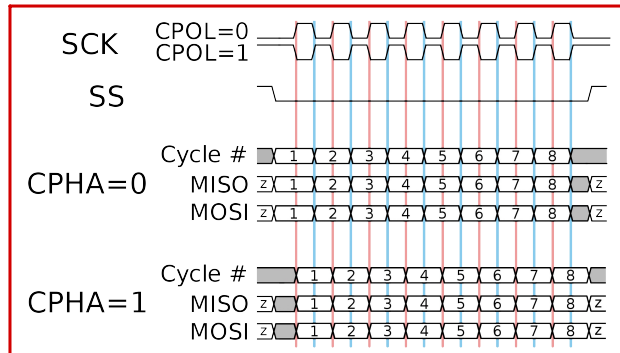 SCK CPOL=0
CPOL=1
SS
Cycle # 1 2 3 4 5 6 7 8
CPHA=0 MISO z 1 2 3 4 5 6 7 8 z
MOSI z 1 2 3 4 5 6 7 8 z
Cycle # 1 2 3 4 5 6 7 8
CPHA=1 MISO z 1 2 3 4 5 6 7 8 z
MOSI z 1 2 3 4 5 6 7 8 z